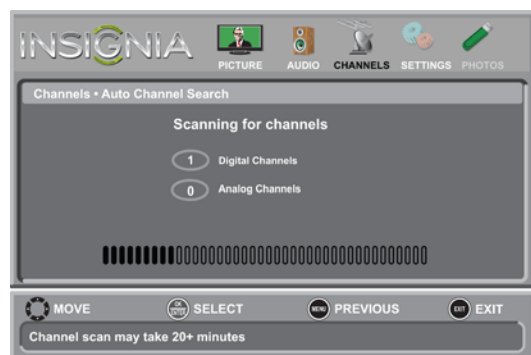 INSIGNIA
PICTURE AUDIO CHANNELS SETTINGS PHOTOS
Channels • Auto Channel Search
Scanning for channels
1 Digital Channels
0 Analog Channels
MOVE OK ENTER SELECT MENU PREVIOUS EXIT EXIT
Channel scan may take 20+ minutes